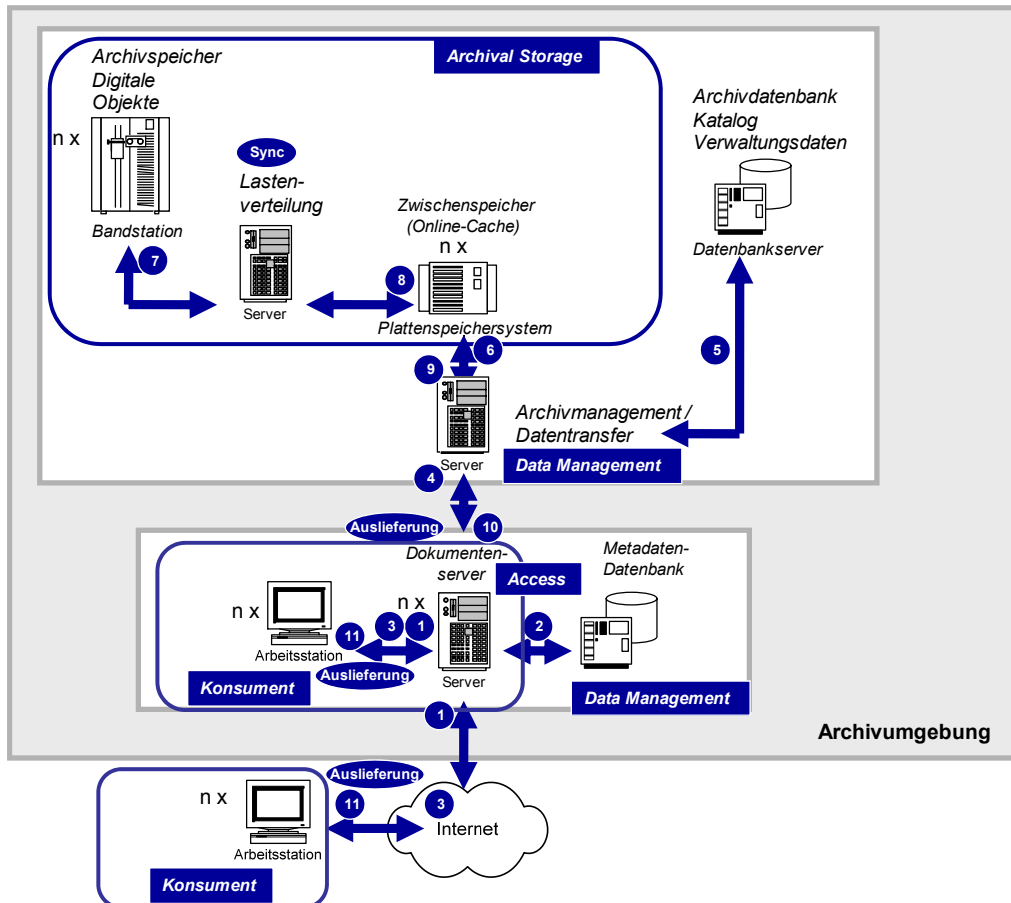 Archivspeicher
Digitale
Objekte
n x
Bandstation
7
Archival Storage
Sync
Lasten-
verteilung
Server
8
Zwischenspeicher
(Online-Cache)
n x
Plattenspeichersystem
6
9
Server
4
Archivdatenbank
Katalog
Verwaltungsdaten
Datenbankserver
5
Archivmanagement /
Datentransfer
Data Management
Auslieferung
10
Dokumenten-
server
n x
Access
Metadaten-
Datenbank
n x
Arbeitsstation
11
3
1
2
Auslieferung
Server
Konsument
Data Management
1
Archivumgebung
Auslieferung
n x
11
3
Internet
Arbeitsstation
Konsument